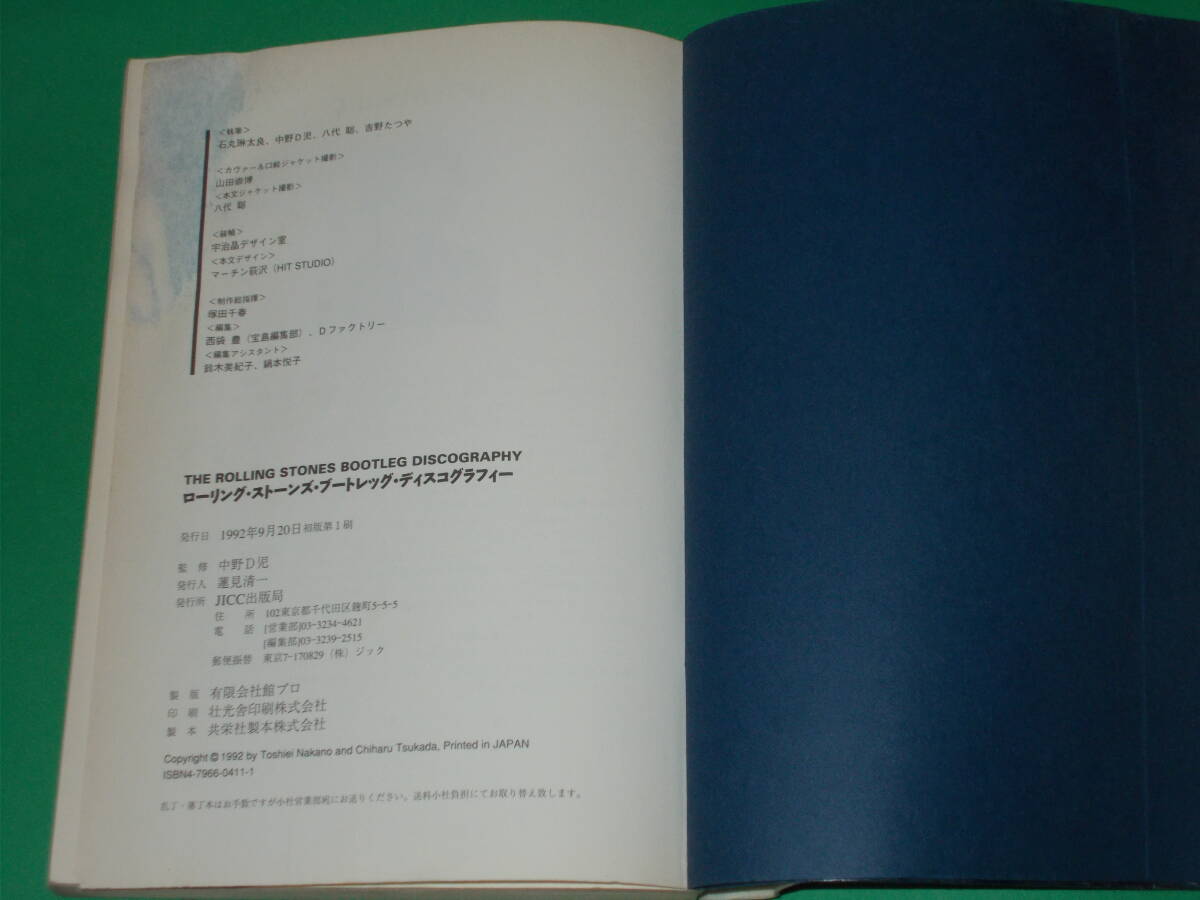 ＜執筆＞
石丸琳太良、中野Ｄ児、八代 聡、吉野たつや
＜カヴァー＆口絵ジャケット撮影＞
山田崇博
＜本文ジャケット撮影＞
八代 聡
＜装幀＞
宇治晶デザイン室
＜本文デザイン＞
マーチン荻沢（HIT STUDIO）
＜制作総指揮＞
塚田千春
＜編集＞
西袋 豊（宝島編集部）、Ｄファクトリー
＜編集アシスタント＞
鈴木美紀子、鍋本悦子
THE ROLLING STONES BOOTLEG DISCOGRAPHY
ローリング・ストーンズ・ブートレッグ・ディスコグラフィー
発行日 1992年9月20日 初版第1刷
監 修 中野Ｄ児
発行人 蓮見清一
発行所 JICC出版局
住 所 102東京都千代田区麹町5-5-5
電 話 [営業部]03-3234-4621
[編集部]03-3239-2515
郵便振替 東京7-170829（株）ジック
製 版 有限会社館プロ
印 刷 壮光舎印刷株式会社
製 本 共栄社製本株式会社
Copyright © 1992 by Toshiei Nakano and Chiharu Tsukada, Printed in JAPAN
ISBN4-7966-0411-1
乱丁・落丁本はお手数ですが小社営業部宛にお送りください。送料小社負担にてお取り替え致します。